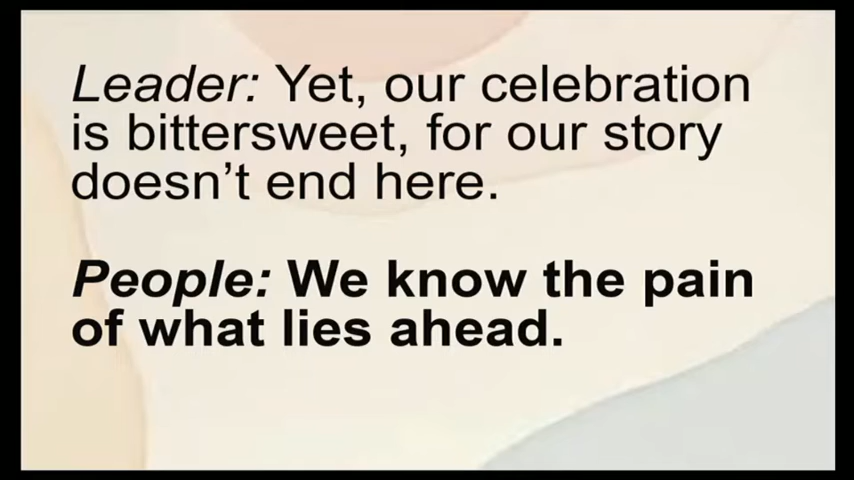 Leader: Yet, our celebration
is bittersweet, for our story
doesn’t end here.
People: We know the pain
of what lies ahead.